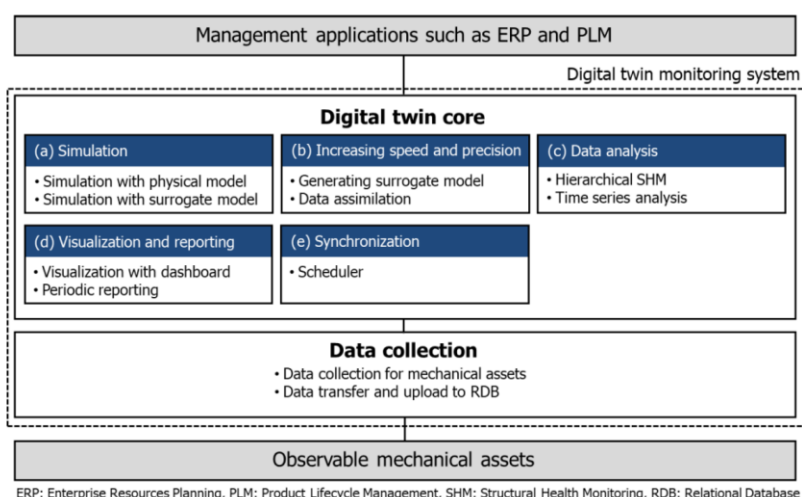 Management applications such as ERP and PLM
Digital twin monitoring system
Digital twin core
(a) Simulation
• Simulation with physical model
• Simulation with surrogate model
(b) Increasing speed and precision
• Generating surrogate model
• Data assimilation
(c) Data analysis
• Hierarchical SHM
• Time series analysis
(d) Visualization and reporting
• Visualization with dashboard
• Periodic reporting
(e) Synchronization
• Scheduler
Data collection
• Data collection for mechanical assets
• Data transfer and upload to RDB
Observable mechanical assets
ERP: Enterprise Resources Planning, PLM: Product Lifecycle Management, SHM: Structural Health Monitoring, RDB: Relational Database